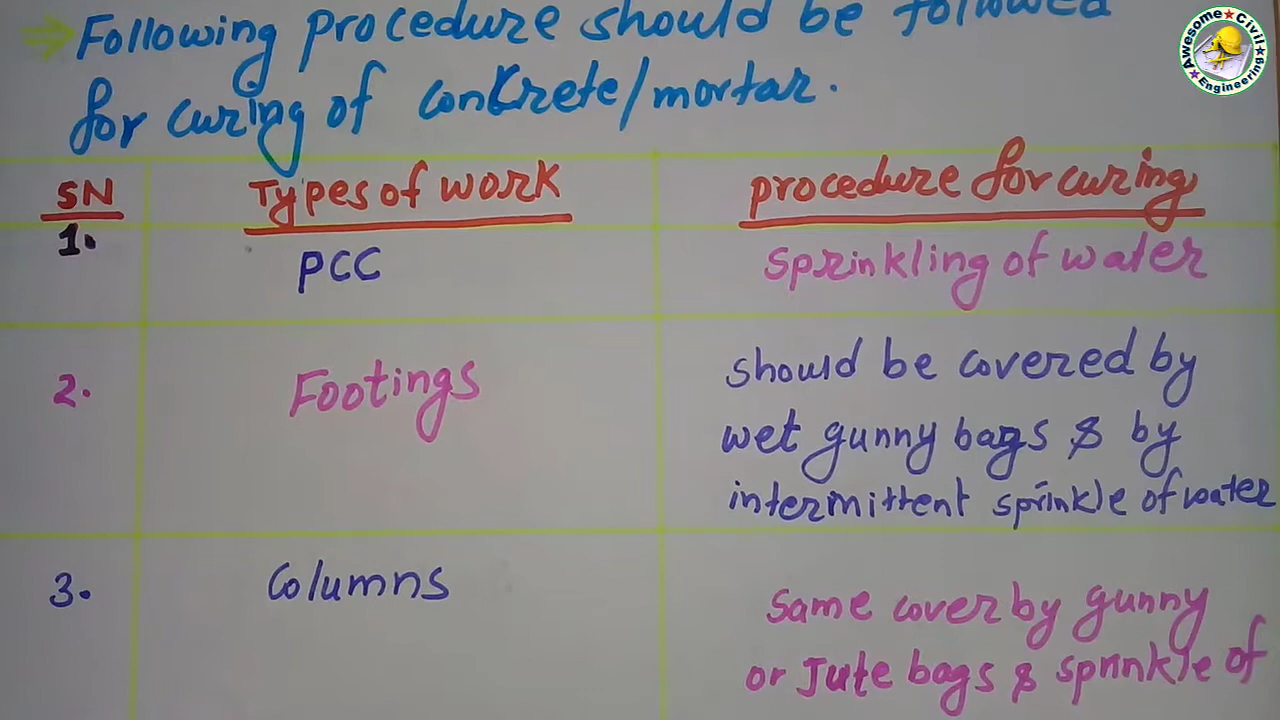 ⇒ Following procedure should be followed
for curing of concrete/mortar.
SN Types of work procedure for curing
1. PCC sprinkling of water
2. Footings should be covered by
wet gunny bags & by
intermittent sprinkle of water
3. Columns same cover by gunny
or Jute bags & sprinkle of
Awesome Civil
Engineering